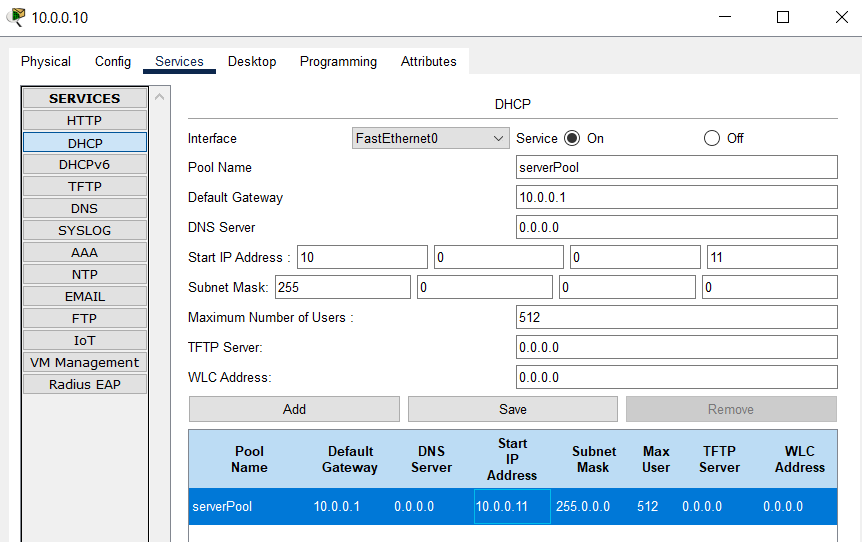 10.0.0.10
Physical Config Services Desktop Programming Attributes
SERVICES
HTTP
DHCP
DHCPv6
TFTP
DNS
SYSLOG
AAA
NTP
EMAIL
FTP
IoT
VM Management
Radius EAP
DHCP
Interface FastEthernet0 Service On Off
Pool Name serverPool
Default Gateway 10.0.0.1
DNS Server 0.0.0.0
Start IP Address : 10 0 0 11
Subnet Mask: 255 0 0 0
Maximum Number of Users : 512
TFTP Server: 0.0.0.0
WLC Address: 0.0.0.0
Add Save Remove
Pool Name Default Gateway DNS Server Start IP Address Subnet Mask Max User TFTP Server WLC Address
serverPool 10.0.0.1 0.0.0.0 10.0.0.11 255.0.0.0 512 0.0.0.0 0.0.0.0